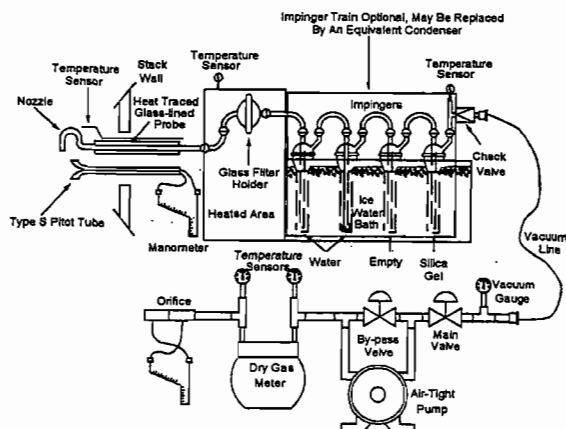 Impinger Train Optional, May Be Replaced
By An Equivalent Condenser
Temperature
Sensor
Stack
Wall
Temperature
Sensor
Temperature
Sensor
Heat Traced
Glass-lined
Probe
Nozzle
Impingers
Glass Filter
Holder
Check
Valve
Type S Pitot Tube
Heated Area
Ice
Water
Bath
Manometer
Water
Empty
Silica
Gel
Vacuum
Line
Temperature
Sensors
Vacuum
Gauge
Orifice
By-pass
Valve
Main
Valve
Dry Gas
Meter
Air-Tight
Pump